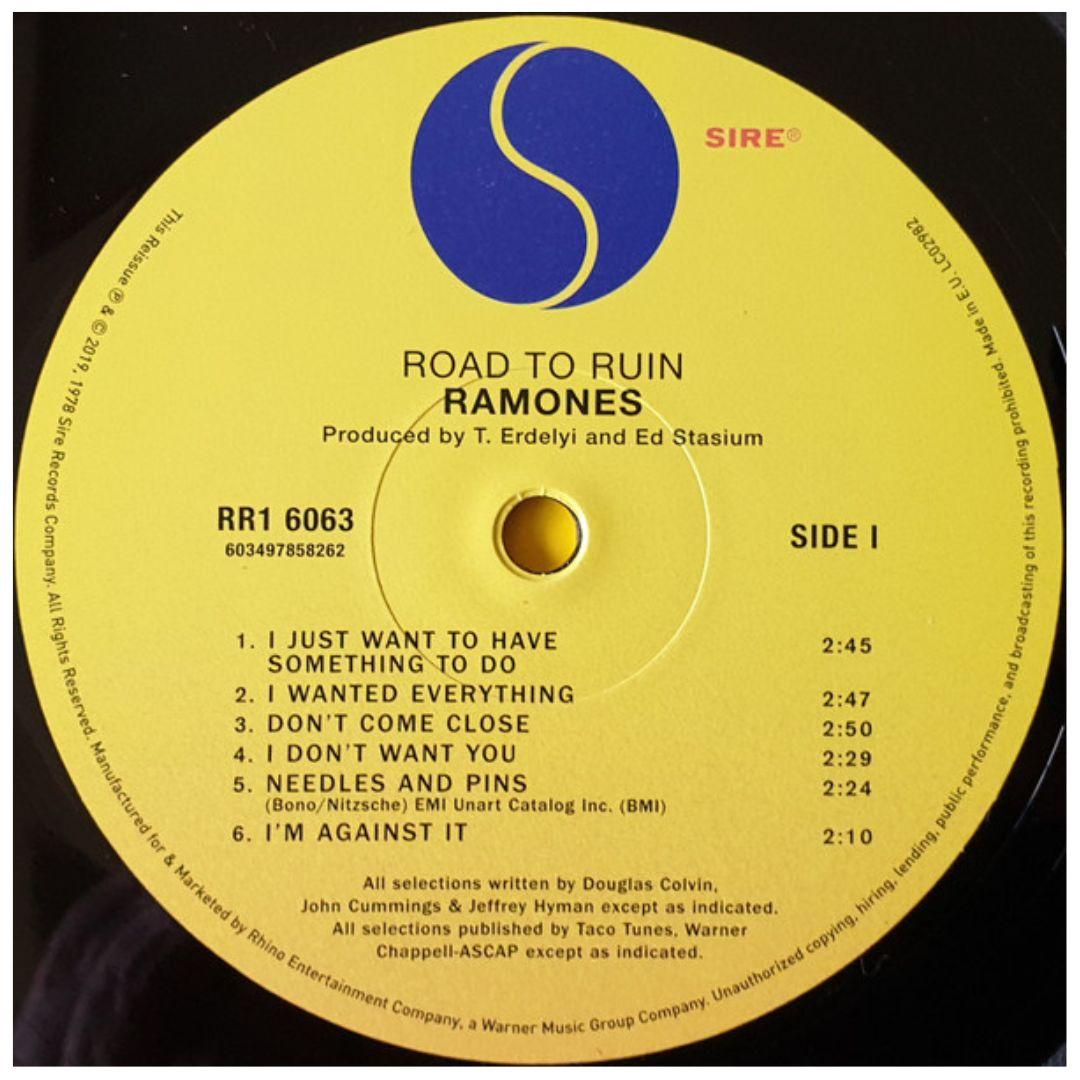 SIRE®
ROAD TO RUIN
RAMONES
Produced by T. Erdelyi and Ed Stasium
RR1 6063
603497858262
SIDE I
1. I JUST WANT TO HAVE
SOMETHING TO DO 2:45
2. I WANTED EVERYTHING 2:47
3. DON'T COME CLOSE 2:50
4. I DON'T WANT YOU 2:29
5. NEEDLES AND PINS 2:24
(Bono/Nitzsche) EMI Unart Catalog Inc. (BMI)
6. I'M AGAINST IT 2:10
All selections written by Douglas Colvin,
John Cummings & Jeffrey Hyman except as indicated.
All selections published by Taco Tunes, Warner
Chappell-ASCAP except as indicated.
This Reissue ℗ & © 2019, 1978 Sire Records Company. All Rights Reserved. Manufactured for & Marketed by Rhino Entertainment Company, a Warner Music Group Company. Unauthorized copying, hiring, lending, public performance, and broadcasting of this recording prohibited. Made in E.U. LC02982